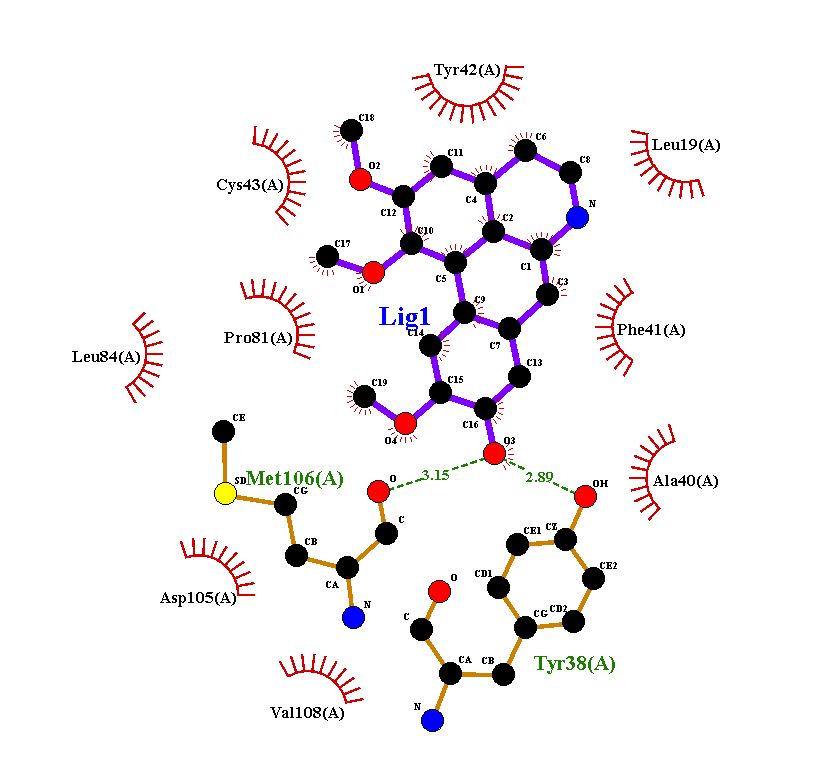 Tyr42(A)
C18
C6
Leu19(A)
C11
O2
C8
Cys43(A)
C4
C12
N
C2
C10
C17
C1
C5
O1
C3
C9
Lig1
Phe41(A)
Pro81(A)
C14
C7
Leu84(A)
C13
C19
C15
C16
CE
O4
O3
Met106(A)
3.15
2.89
O
OH
Ala40(A)
SD
CG
C
CE1
CZ
CB
CE2
CD1
CA
O
Asp105(A)
N
CD2
C
CG
CA
CB
Tyr38(A)
N
Val108(A)